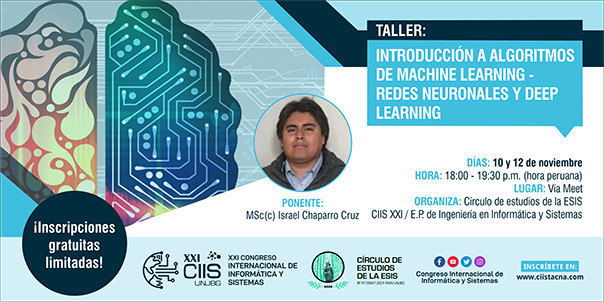 TALLER:
INTRODUCCIÓN A ALGORITMOS
DE MACHINE LEARNING -
REDES NEURONALES Y DEEP
LEARNING
DÍAS: 10 y 12 de noviembre
HORA: 18:00 - 19:30 p.m. (hora peruana)
LUGAR: Vía Meet
ORGANIZA: Círculo de estudios de la ESIS
CIIS XXI / E.P. de Ingeniería en Informática y Sistemas
PONENTE:
MSc(c) Israel Chaparro Cruz
¡Inscripciones
gratuitas
limitadas!
XXI
CIIS
UNJBG
XXI CONGRESO
INTERNACIONAL DE
INFORMÁTICA Y
SISTEMAS
CÍRCULO DE
ESTUDIOS
DE LA ESIS
Congreso Internacional de
Informática y Sistemas
INSCRÍBETE EN:
www.ciistacna.com